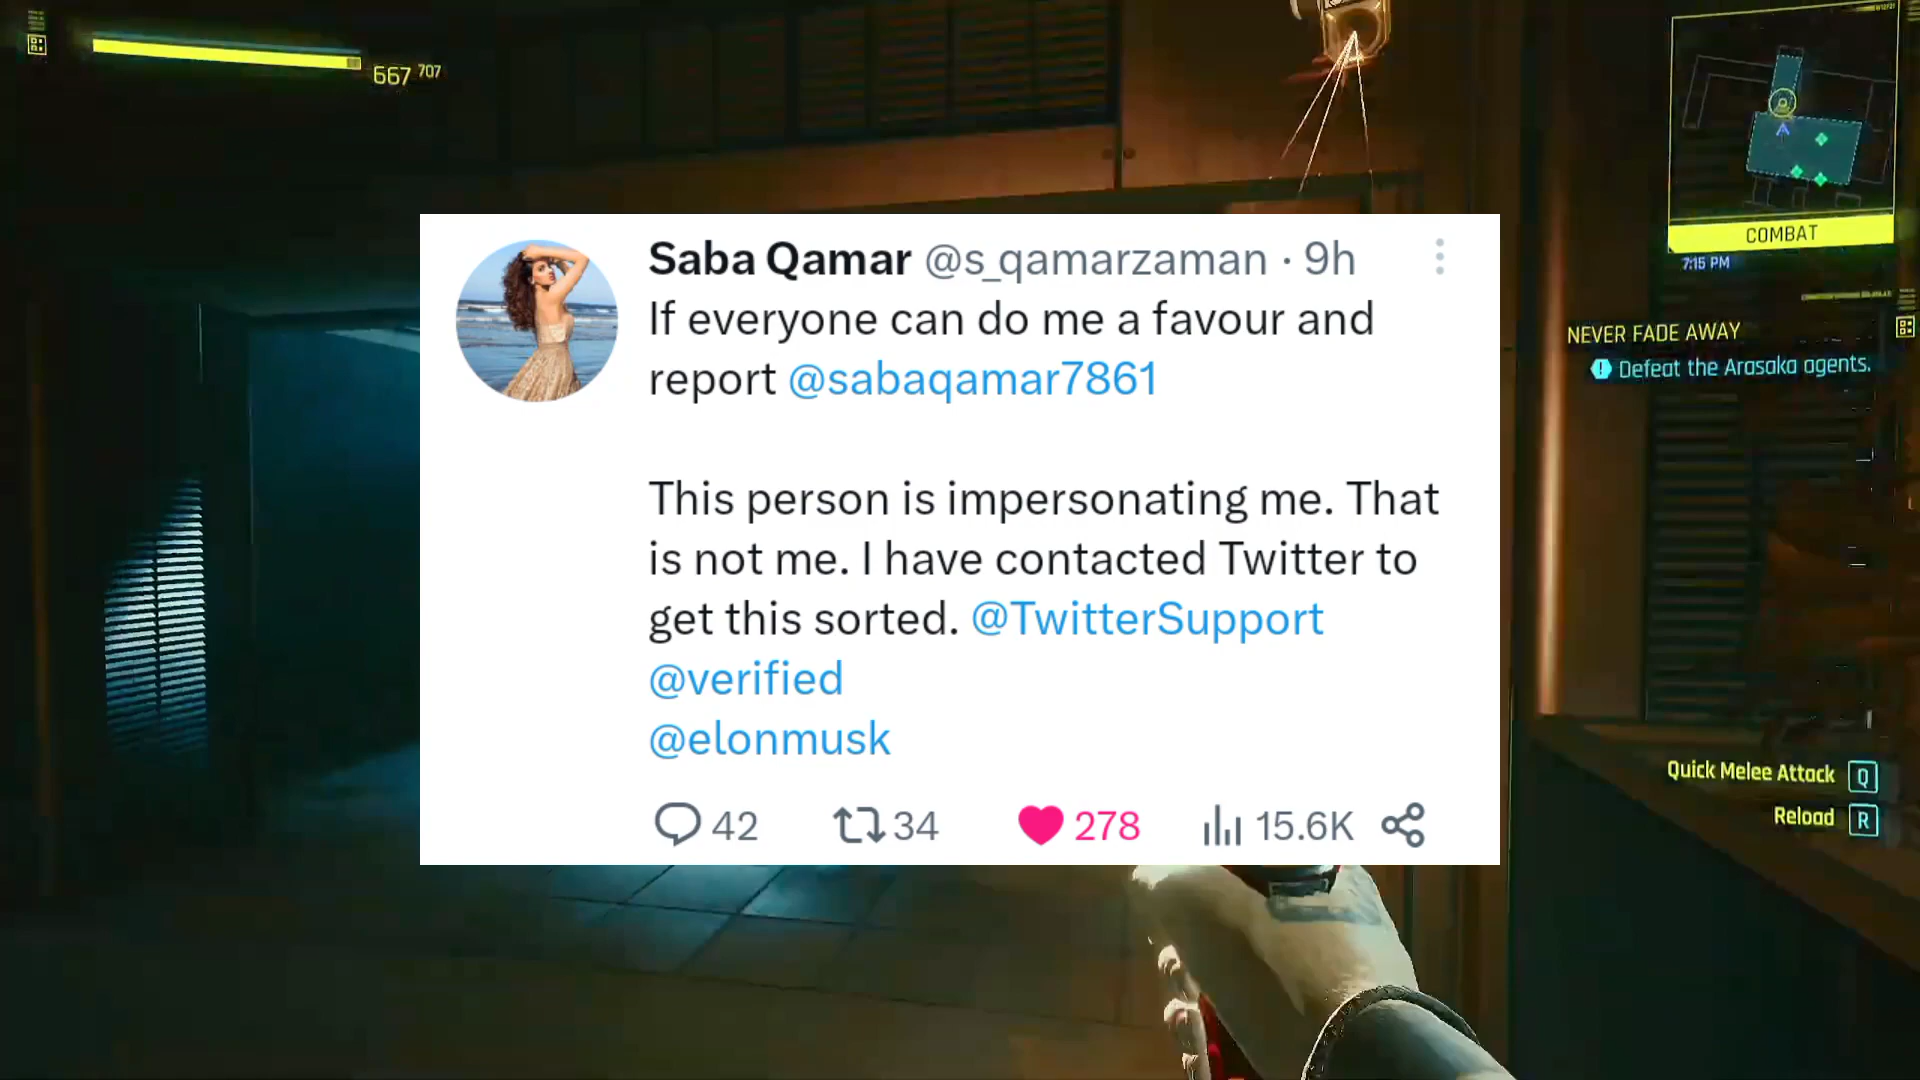 667 707
COMBAT
7:15 PM
NEVER FADE AWAY
Defeat the Arasaka agents.
Saba Qamar @s_qamarzaman · 9h
If everyone can do me a favour and
report @sabaqamar7861
This person is impersonating me. That
is not me. I have contacted Twitter to
get this sorted. @TwitterSupport
@verified
@elonmusk
42 34 278 15.6K
Quick Melee Attack Q
Reload R